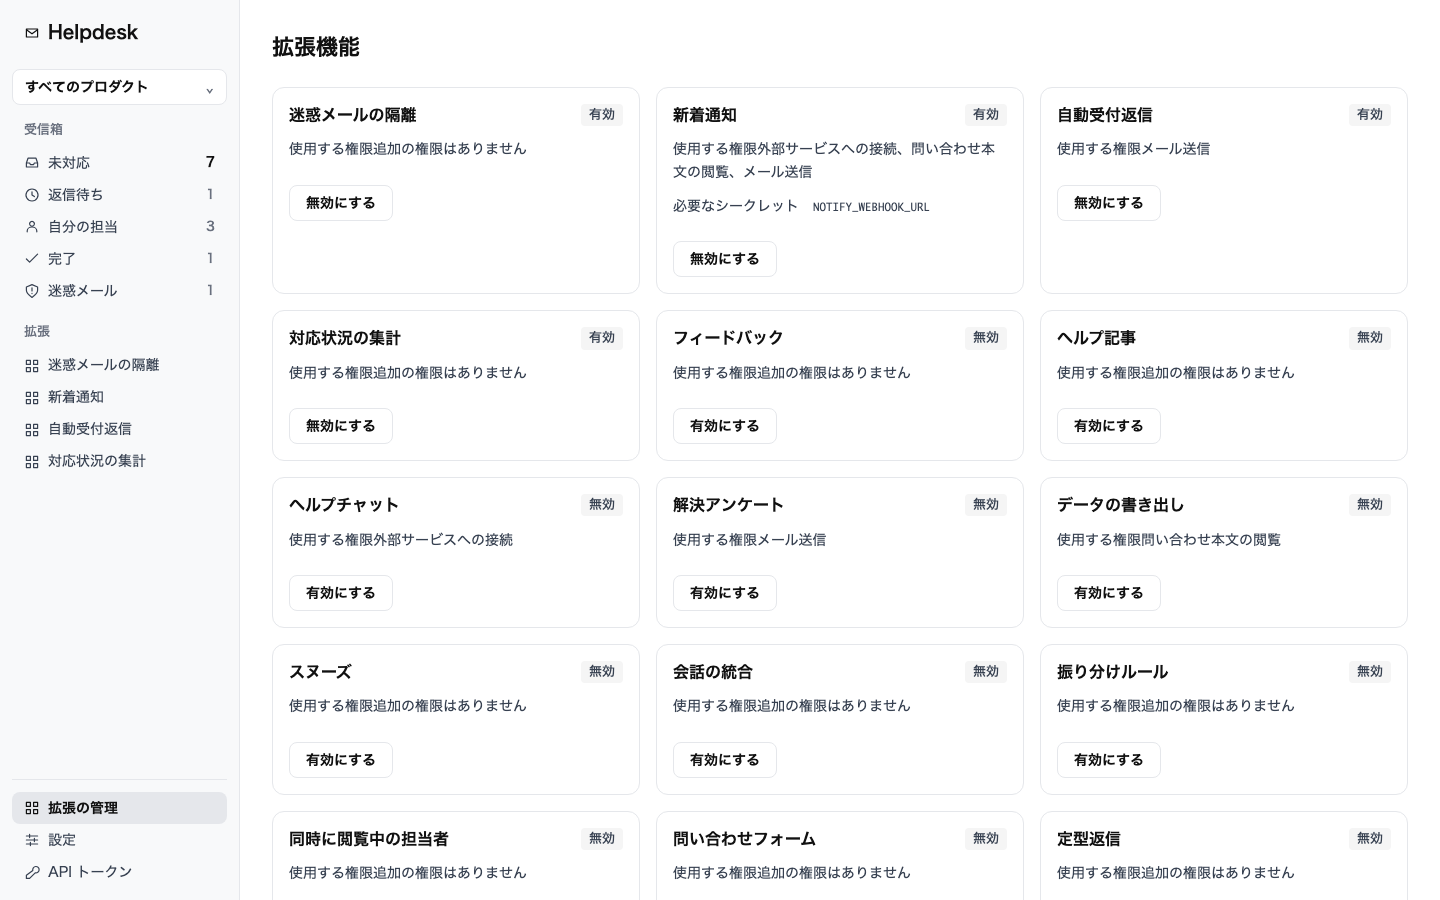 Helpdesk
すべてのプロダクト
受信箱
未対応 7
返信待ち 1
自分の担当 3
完了 1
迷惑メール 1
拡張
迷惑メールの隔離
新着通知
自動受付返信
対応状況の集計
拡張の管理
設定
API トークン
拡張機能
迷惑メールの隔離 有効
使用する権限追加の権限はありません
無効にする
新着通知 有効
使用する権限外部サービスへの接続、問い合わせ本
文の閲覧、メール送信
必要なシークレット NOTIFY_WEBHOOK_URL
無効にする
自動受付返信 有効
使用する権限メール送信
無効にする
対応状況の集計 有効
使用する権限追加の権限はありません
無効にする
フィードバック 無効
使用する権限追加の権限はありません
有効にする
ヘルプ記事 無効
使用する権限追加の権限はありません
有効にする
ヘルプチャット 無効
使用する権限外部サービスへの接続
有効にする
解決アンケート 無効
使用する権限メール送信
有効にする
データの書き出し 無効
使用する権限問い合わせ本文の閲覧
有効にする
スヌーズ 無効
使用する権限追加の権限はありません
有効にする
会話の統合 無効
使用する権限追加の権限はありません
有効にする
振り分けルール 無効
使用する権限追加の権限はありません
有効にする
同時に閲覧中の担当者 無効
使用する権限追加の権限はありません
問い合わせフォーム 無効
使用する権限追加の権限はありません
定型返信 無効
使用する権限追加の権限はありません